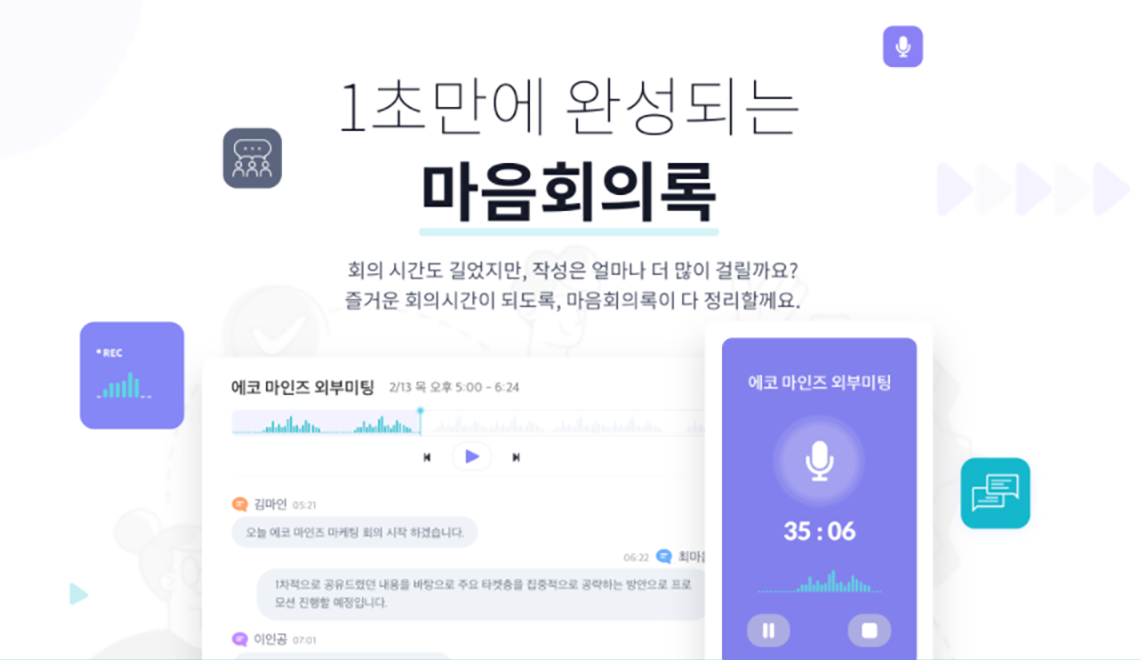 1초만에 완성되는
마음회의록
회의 시간도 길었지만, 작성은 얼마나 더 많이 걸릴까요?
즐거운 회의시간이 되도록, 마음회의록이 다 정리할께요.
REC
에코 마인즈 외부미팅 2/13 목 오후 5:00 - 6:24
김마인 05:21
오늘 에코 마인즈 마케팅 회의 시작 하겠습니다.
06:22 최마음
1차적으로 공유드렸던 내용을 바탕으로 주요 타켓층을 집중적으로 공략하는 방안으로 프로
모션 진행할 예정입니다.
이인공 07:01
에코 마인즈 외부미팅
35 : 06